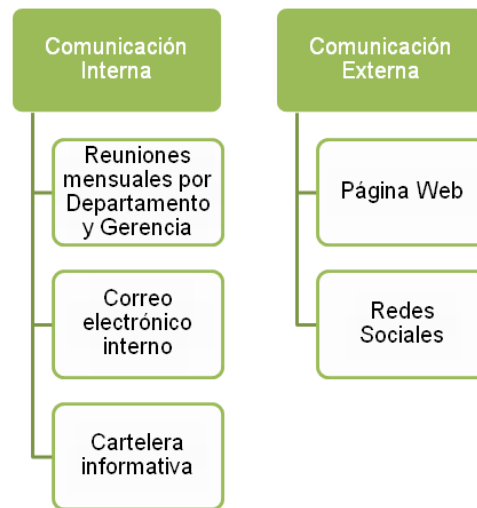 Comunicación
Interna
Reuniones
mensuales por
Departamento
y Gerencia
Correo
electrónico
interno
Cartelera
informativa
Comunicación
Externa
Página Web
Redes
Sociales